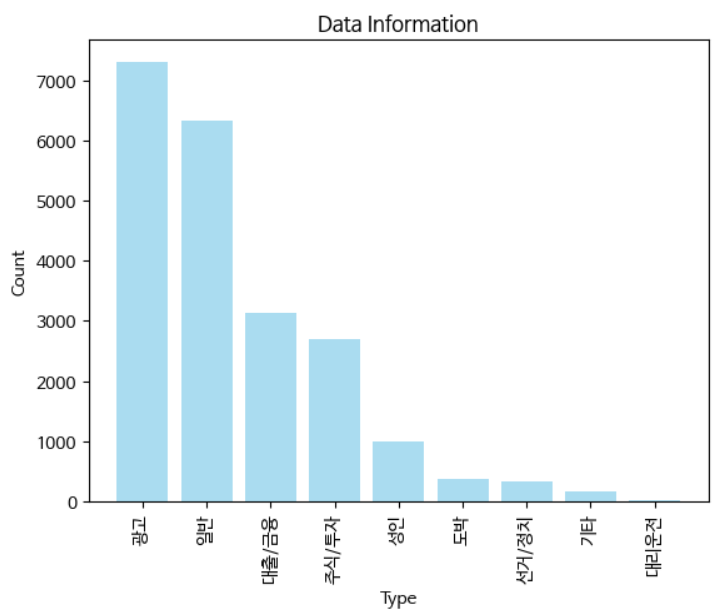 Data Information
7000
6000
5000
4000
3000
2000
1000
0
Count
광고
일반
대출/금융
주식/투자
성인
도박
선거/정치
기타
대리운전
Type